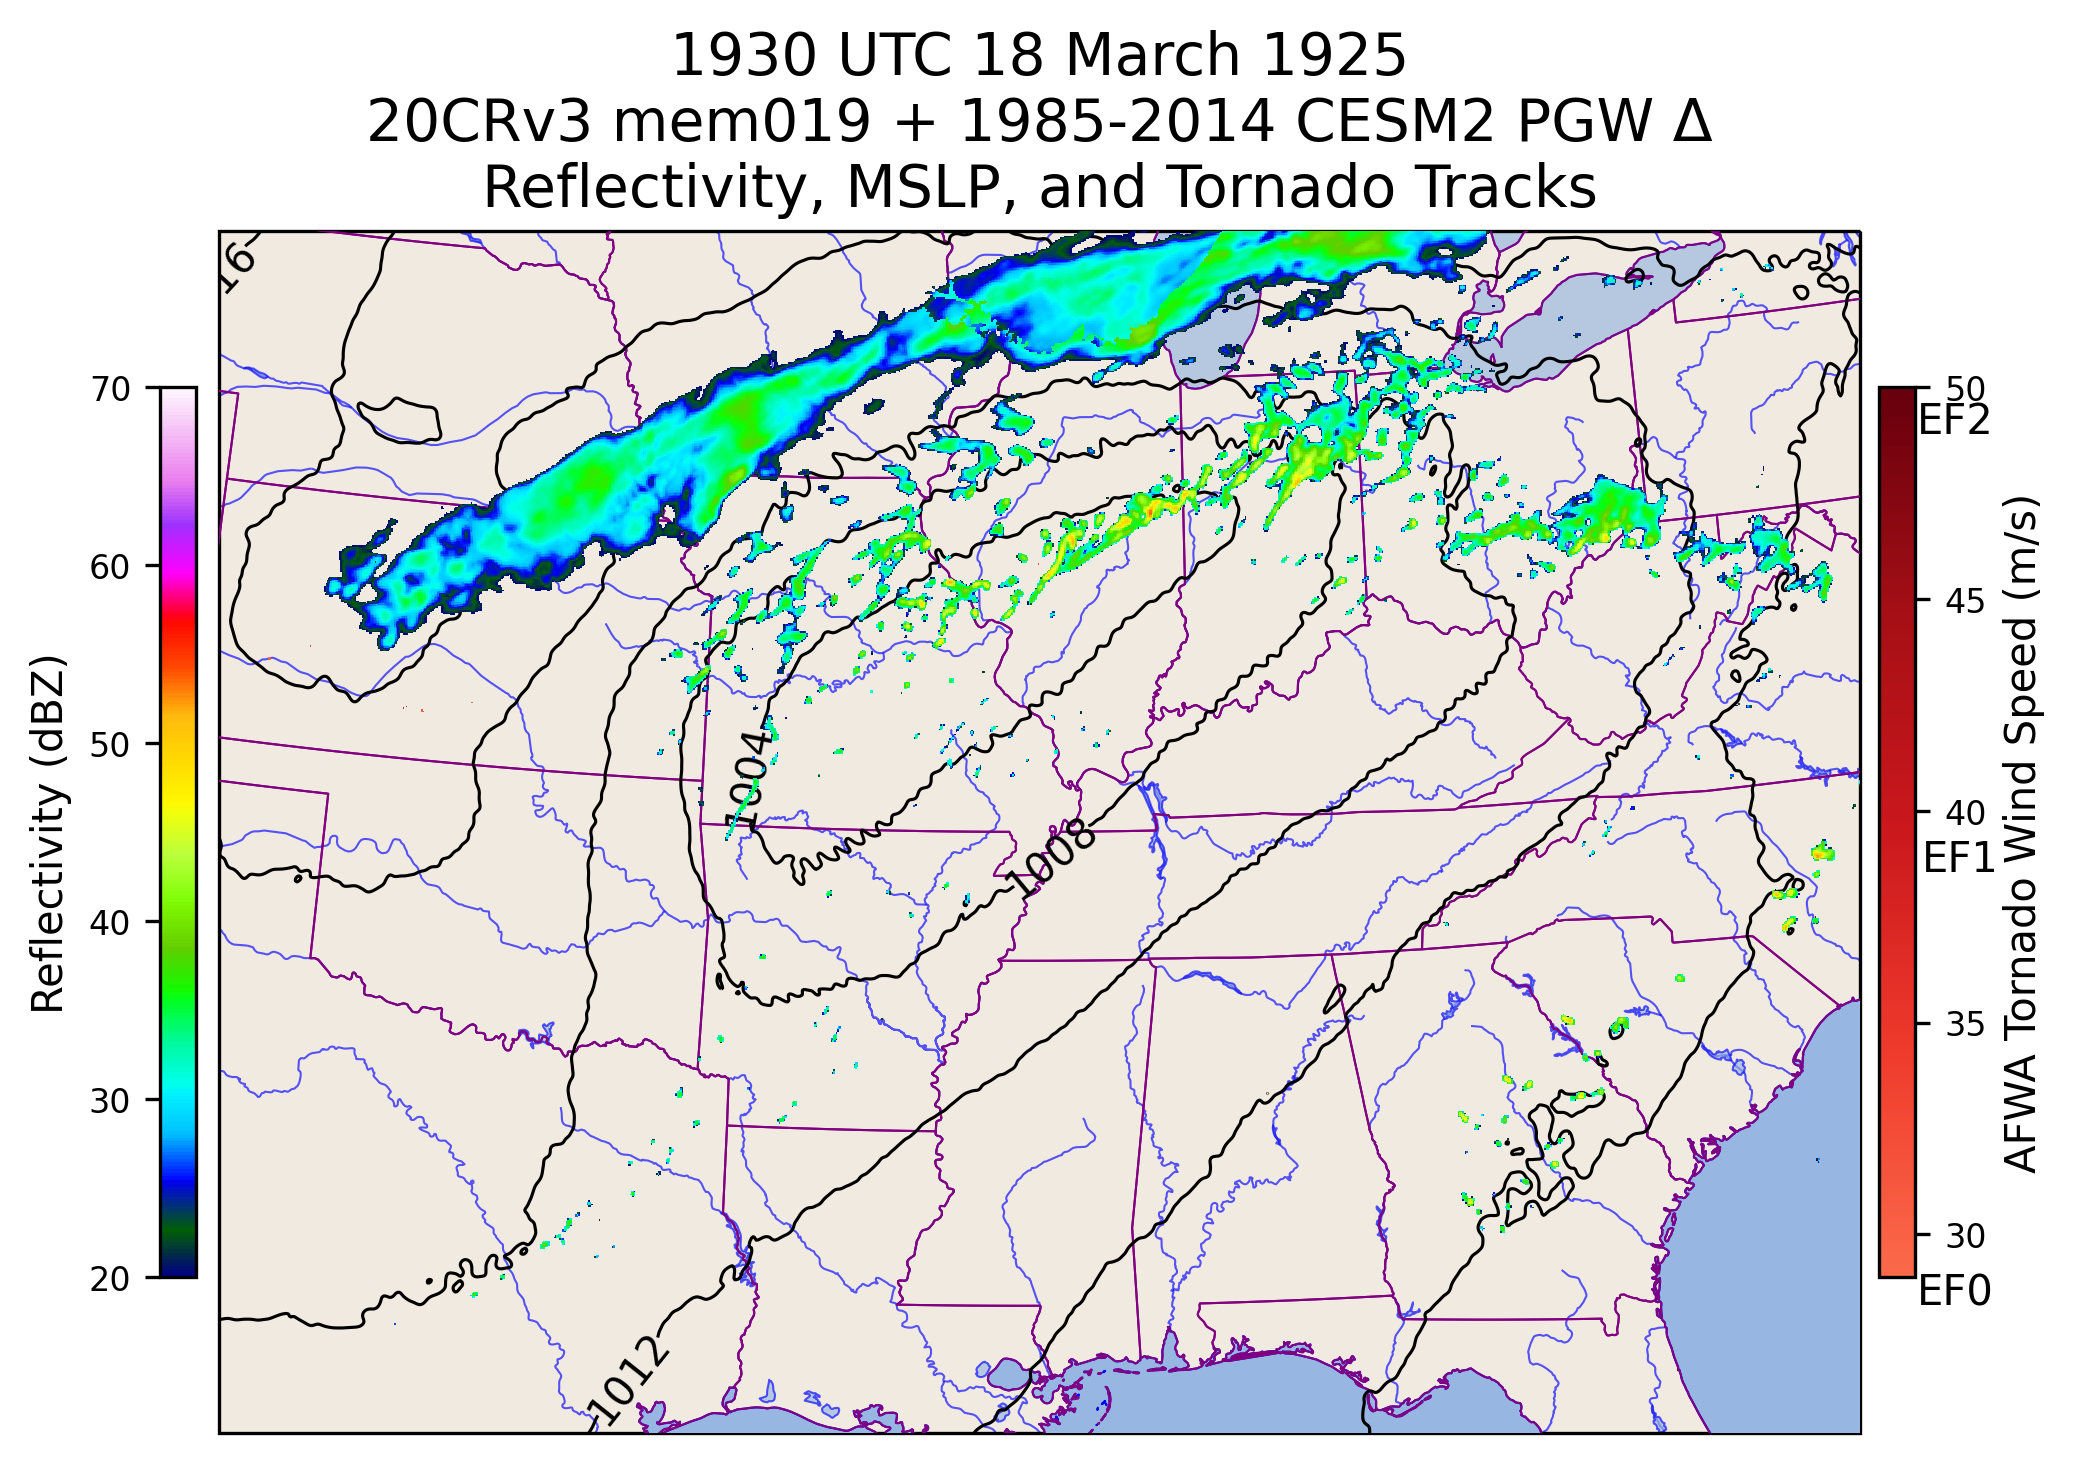 1930 UTC 18 March 1925
20CRv3 mem019 + 1985-2014 CESM2 PGW Δ
Reflectivity, MSLP, and Tornado Tracks
16
1004
1008
1012
Reflectivity (dBZ)
70
60
50
40
30
20
AFWA Tornado Wind Speed (m/s)
50
EF2
45
40
EF1
35
30
EF0